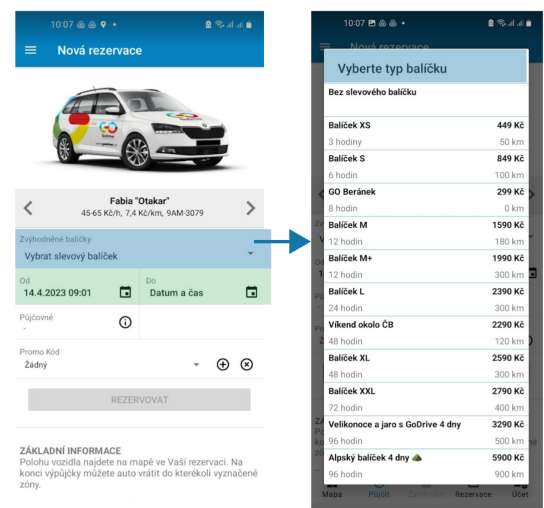 10:07
Nová rezervace
GO
Fabia "Otakar"
45-65 Kč/h, 7,4 Kč/km, 9AM-3079
Zvýhodněné balíčky
Vybrat slevový balíček
Od
14.4.2023 09:01
Do
Datum a čas
Půjčovné
-
Promo Kód
Žádný
REZERVOVAT
ZÁKLADNÍ INFORMACE
Polohu vozidla najdete na mapě ve Vaší rezervaci. Na
konci výpůjčky můžete auto vrátit do kterékoli vyznačené
zóny.
10:07
Nová rezervace
Vyberte typ balíčku
Bez slevového balíčku
Balíček XS 449 Kč
3 hodiny 50 km
Balíček S 849 Kč
6 hodin 100 km
GO Beránek 299 Kč
8 hodin 0 km
Balíček M 1590 Kč
12 hodin 180 km
Balíček M+ 1990 Kč
12 hodin 300 km
Balíček L 2390 Kč
24 hodin 300 km
Víkend okolo ČB 2290 Kč
48 hodin 120 km
Balíček XL 2590 Kč
48 hodin 300 km
Balíček XXL 2790 Kč
72 hodin 400 km
Velikonoce a jaro s GoDrive 4 dny 3290 Kč
96 hodin 500 km
Alpský balíček 4 dny 5900 Kč
96 hodin 900 km
Mapa Půjčit Zamknout Rezervace Účet